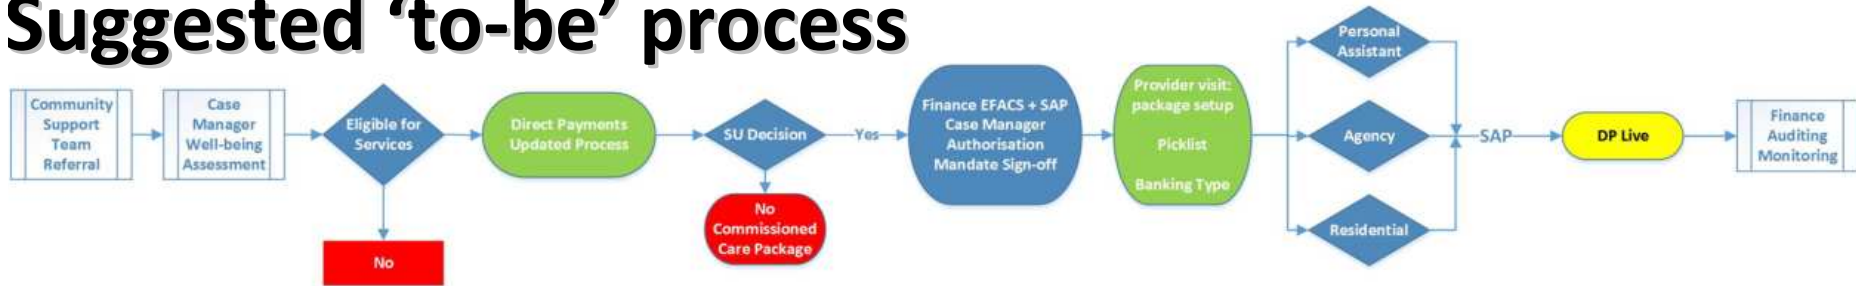 Suggested ‘to-be’ process
Community
Support
Team
Referral
Case
Manager
Well-being
Assessment
Eligible for
Services
No
Direct Payments
Updated Process
SU Decision
No
Commissioned
Care Package
Yes
Finance EFACS + SAP
Case Manager
Authorisation
Mandate Sign-off
Provider visit:
package setup
Picklist
Banking Type
Personal
Assistant
Agency
Residential
SAP
DP Live
Finance
Auditing
Monitoring